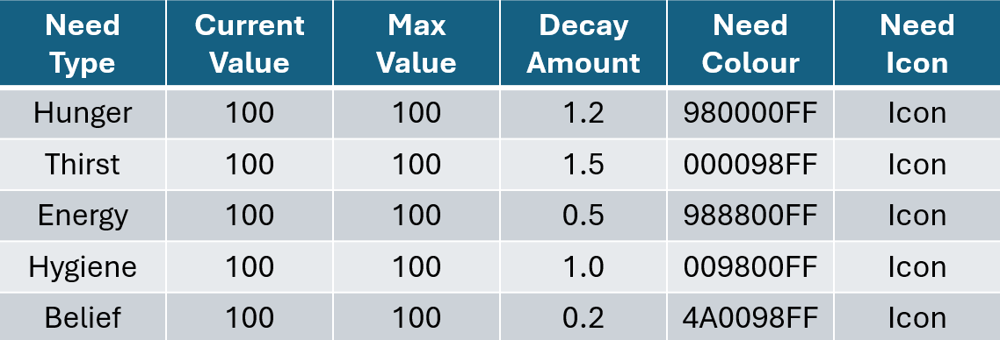 Need Type | Current Value | Max Value | Decay Amount | Need Colour | Need Icon
Hunger | 100 | 100 | 1.2 | 980000FF | Icon
Thirst | 100 | 100 | 1.5 | 000098FF | Icon
Energy | 100 | 100 | 0.5 | 988800FF | Icon
Hygiene | 100 | 100 | 1.0 | 009800FF | Icon
Belief | 100 | 100 | 0.2 | 4A0098FF | Icon